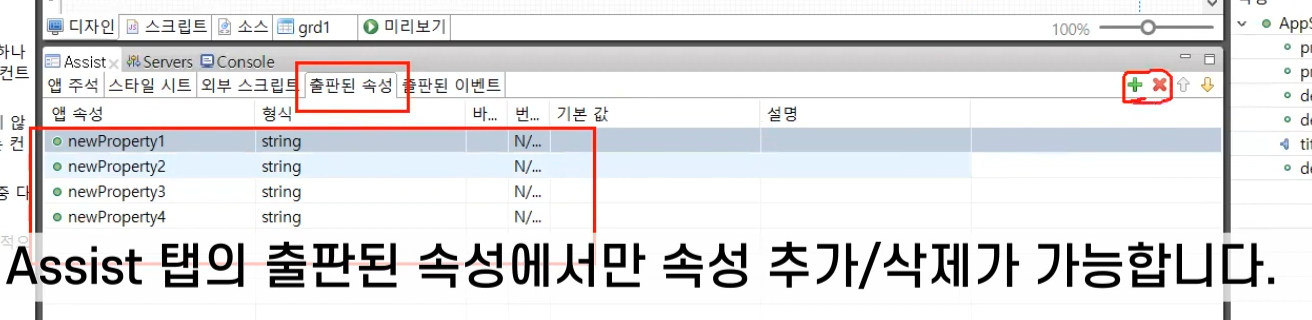 디자인 스크립트 소스 grd1 미리보기
100%
하나
컨트
Assist Servers Console
앱 주석 스타일 시트 외부 스크립트 출판된 속성 출판된 이벤트
앱 속성 형식 바... 번... 기본 값 설명
newProperty1 string N/...
newProperty2 string N/...
newProperty3 string N/...
newProperty4 string N/...
않
컨
중 다
적으
AppS
pr
pr
de
de
tit
de
Assist 탭의 출판된 속성에서만 속성 추가/삭제가 가능합니다.